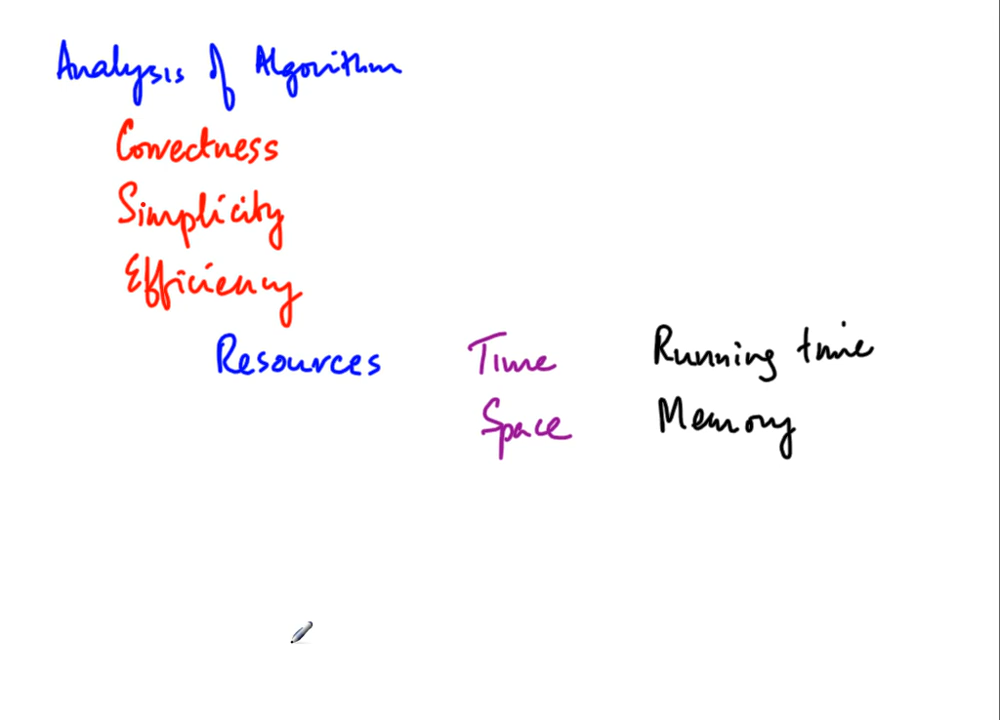 Analysis of Algorithm
Correctness
Simplicity
Efficiency
Resources Time Running time
Space Memory